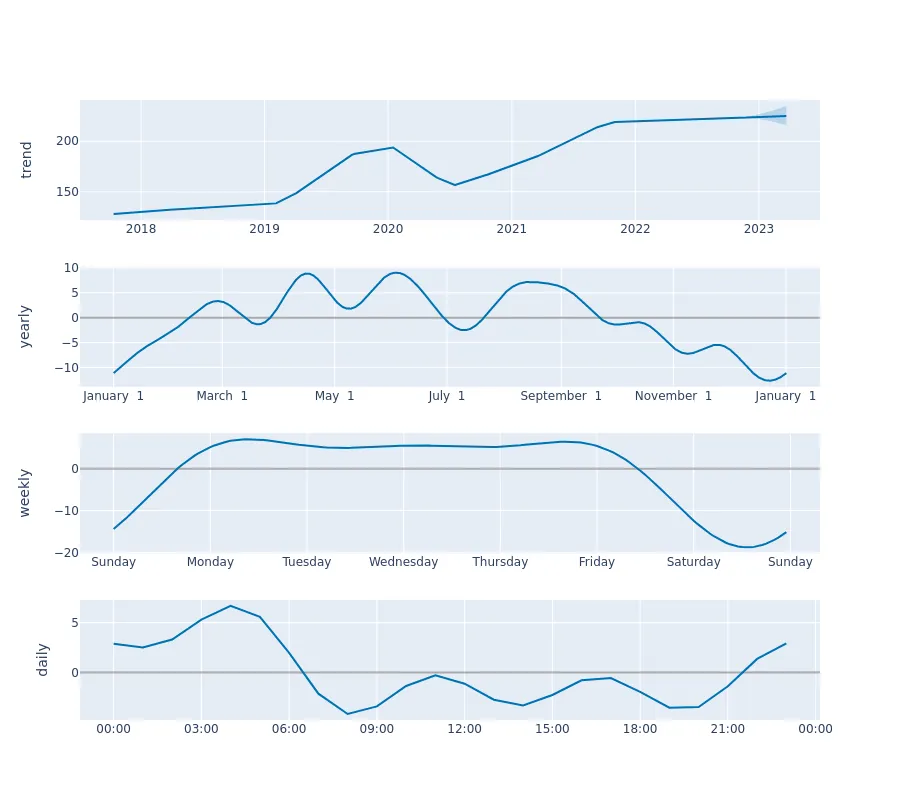 trend
200
150
2018 2019 2020 2021 2022 2023
yearly
10
5
0
−5
−10
January 1 March 1 May 1 July 1 September 1 November 1 January 1
weekly
0
−10
−20
Sunday Monday Tuesday Wednesday Thursday Friday Saturday Sunday
daily
5
0
00:00 03:00 06:00 09:00 12:00 15:00 18:00 21:00 00:00